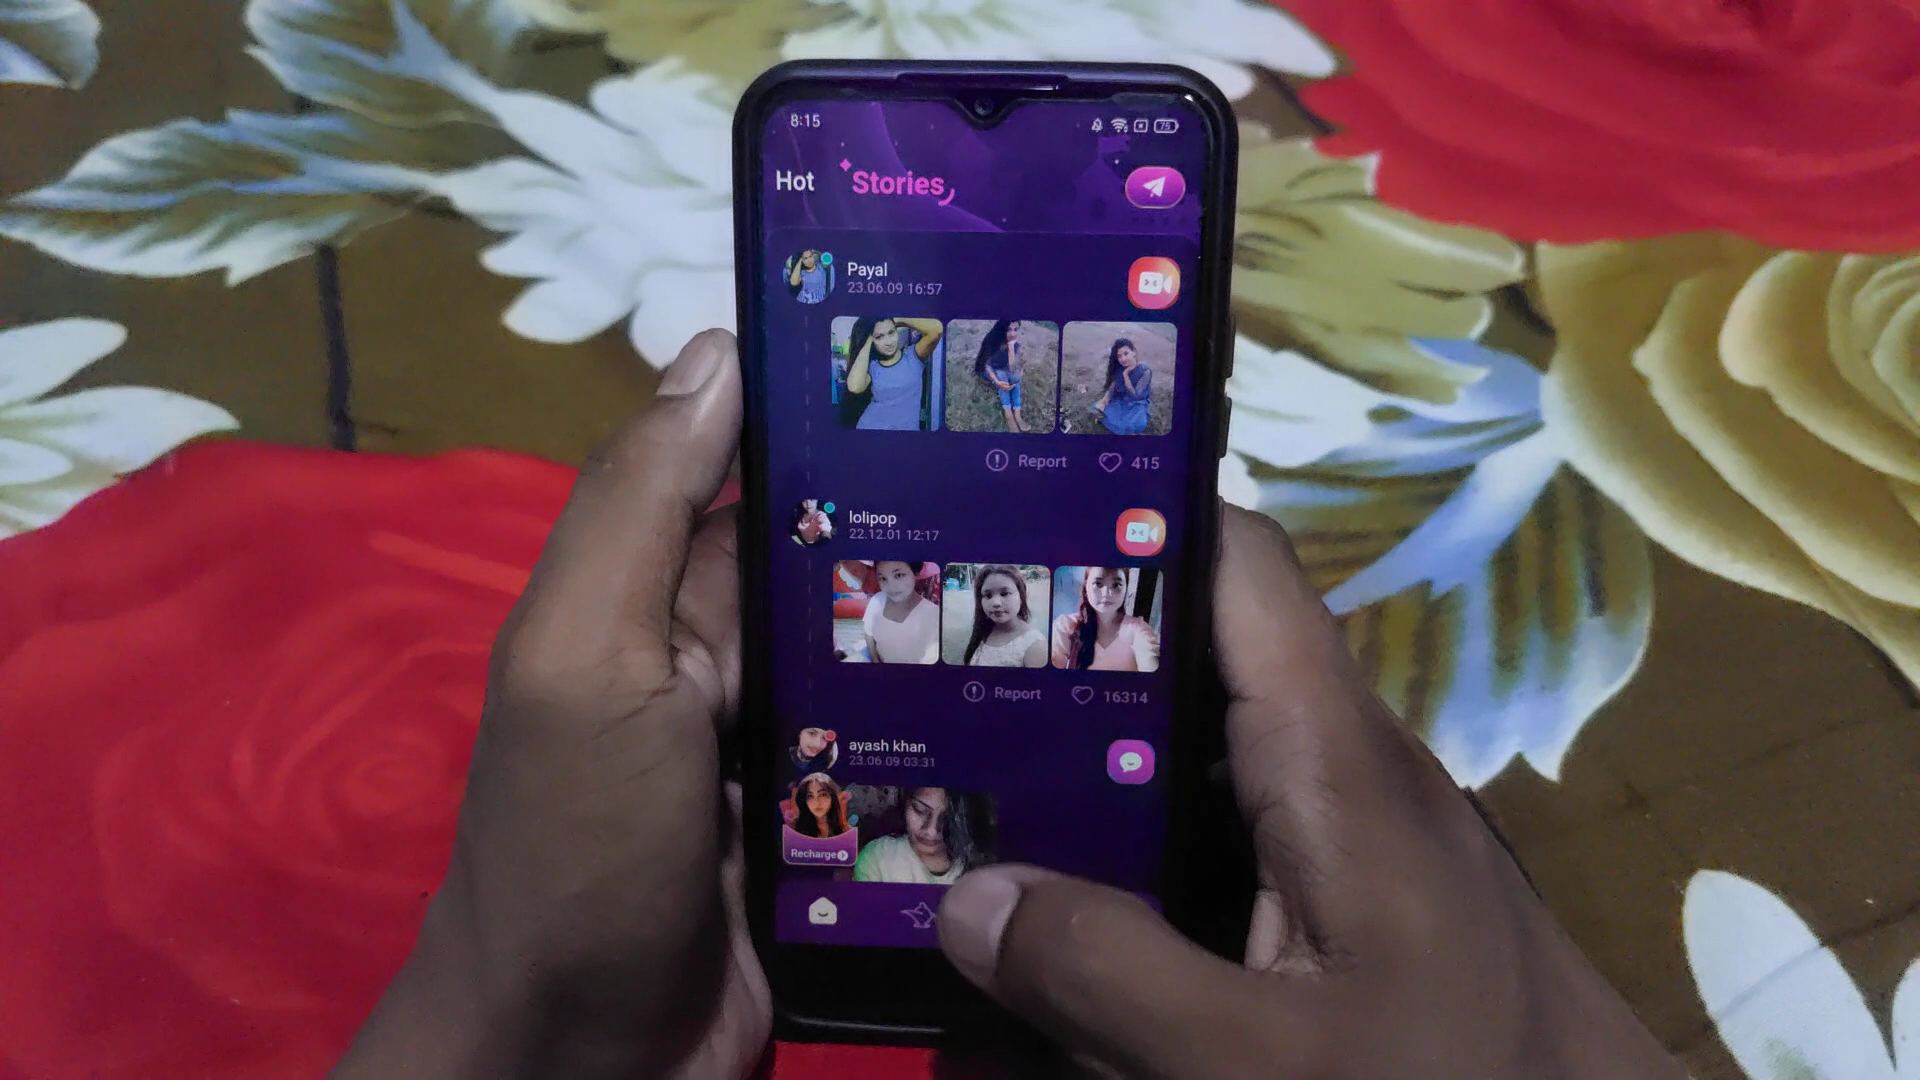 8:15
75
Hot Stories
Payal
23.06.09 16:57
Report 415
lolipop
22.12.01 12:17
Report 16314
ayash khan
23.06.09 03:31
Recharge